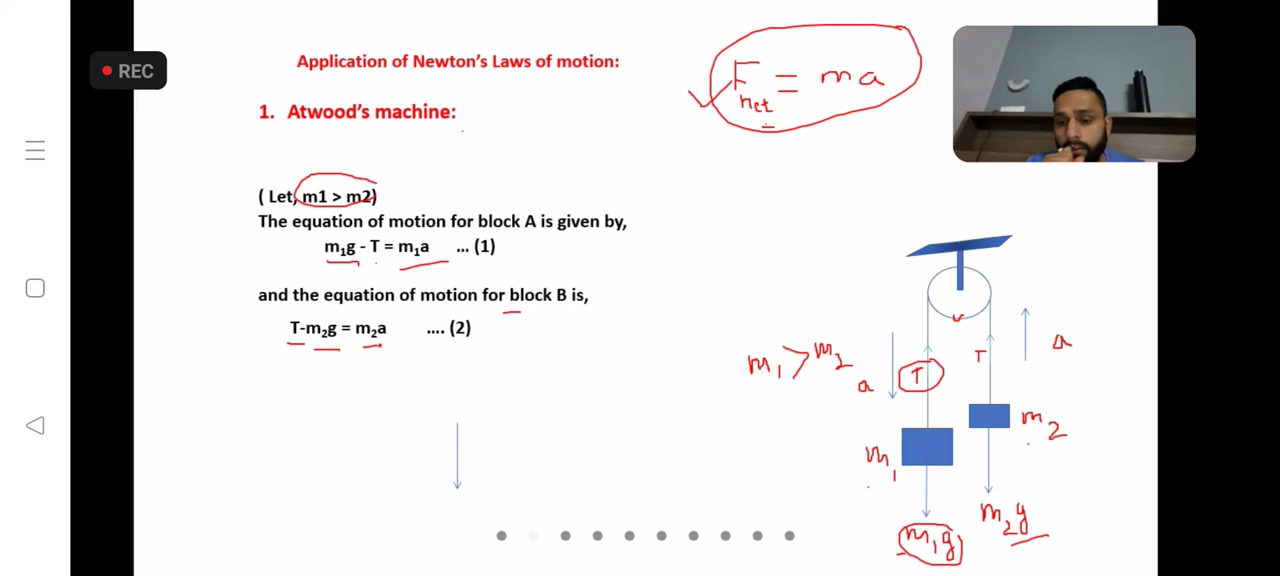 REC
Application of Newton's Laws of motion:
F net = ma
1. Atwood's machine:
( Let, m1 > m2)
The equation of motion for block A is given by,
m₁g - T = m₁a ... (1)
and the equation of motion for block B is,
T-m₂g = m₂a .... (2)
m₁ > m₂
a
T
T
a
m₁
m₂
m₁g
m₂g